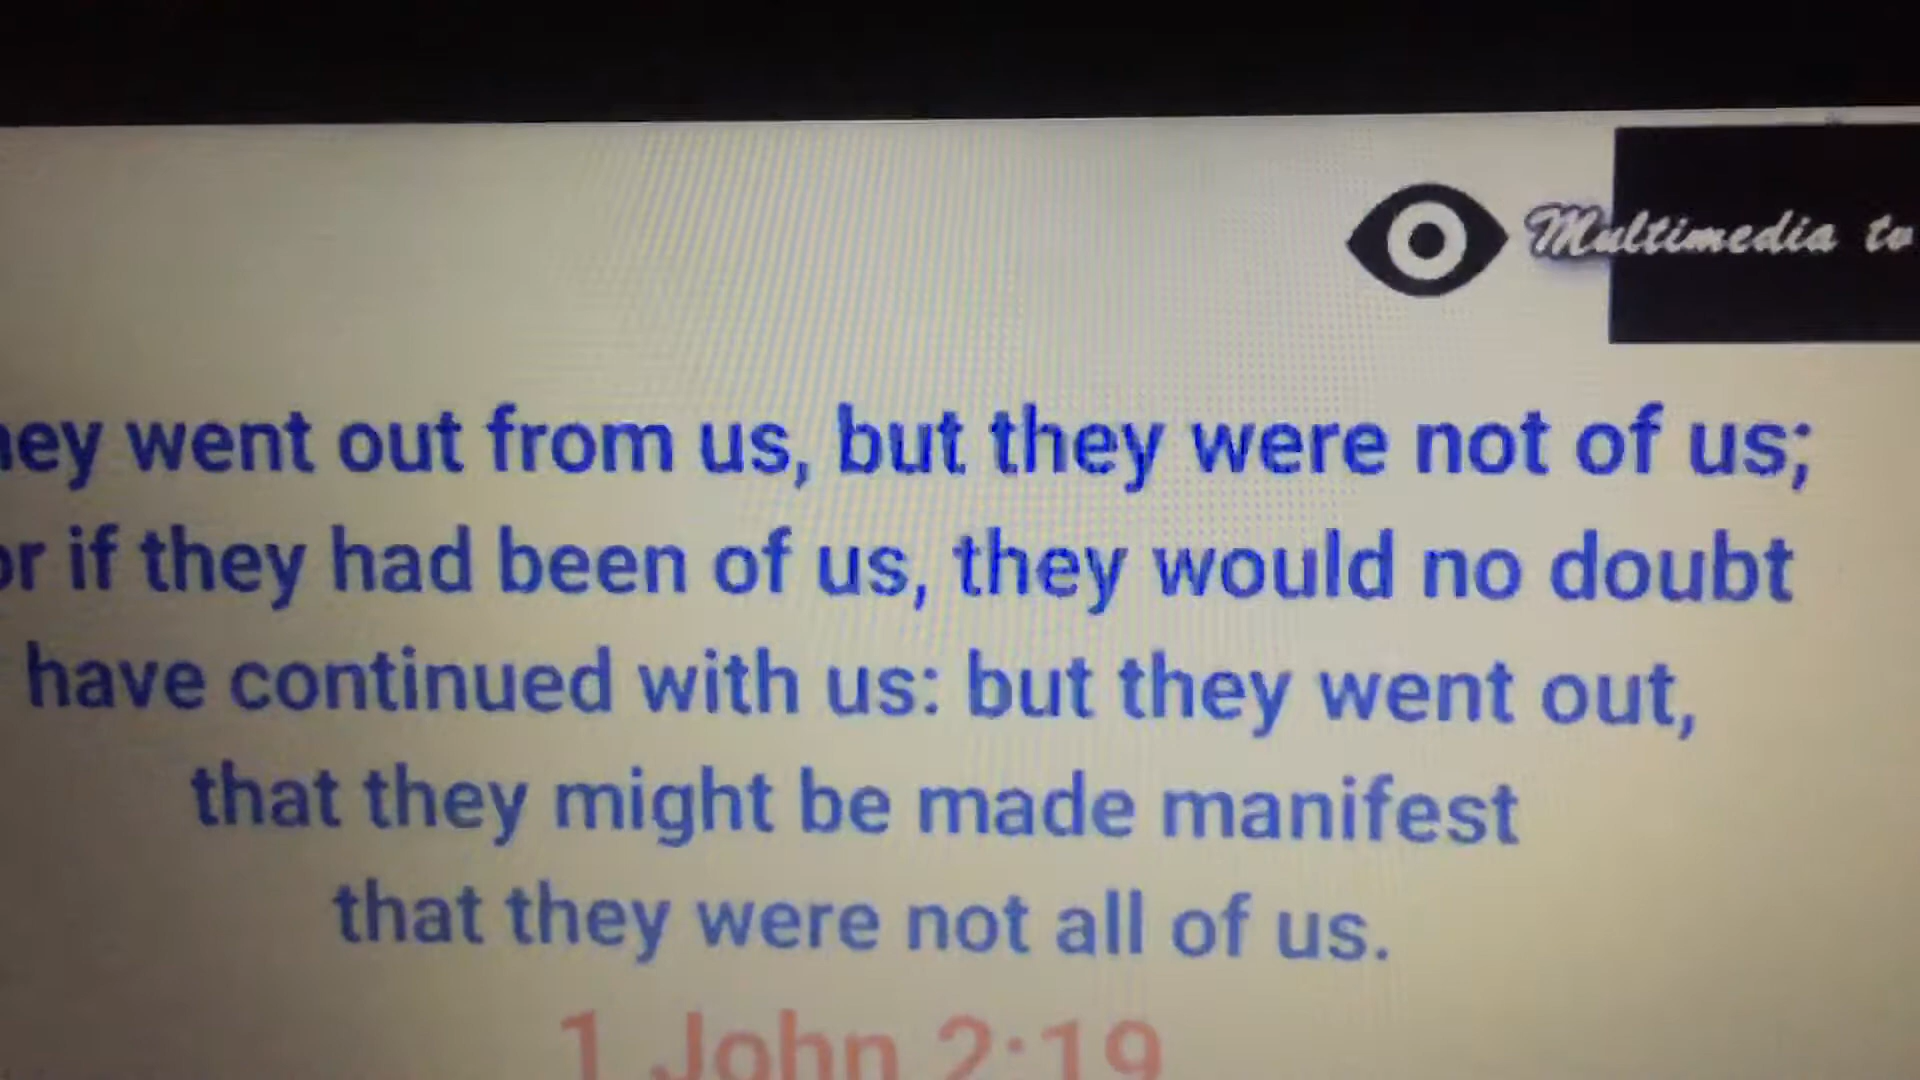 Multimedia tv
ey went out from us, but they were not of us;
or if they had been of us, they would no doubt
have continued with us: but they went out,
that they might be made manifest
that they were not all of us.
1 John 2:19